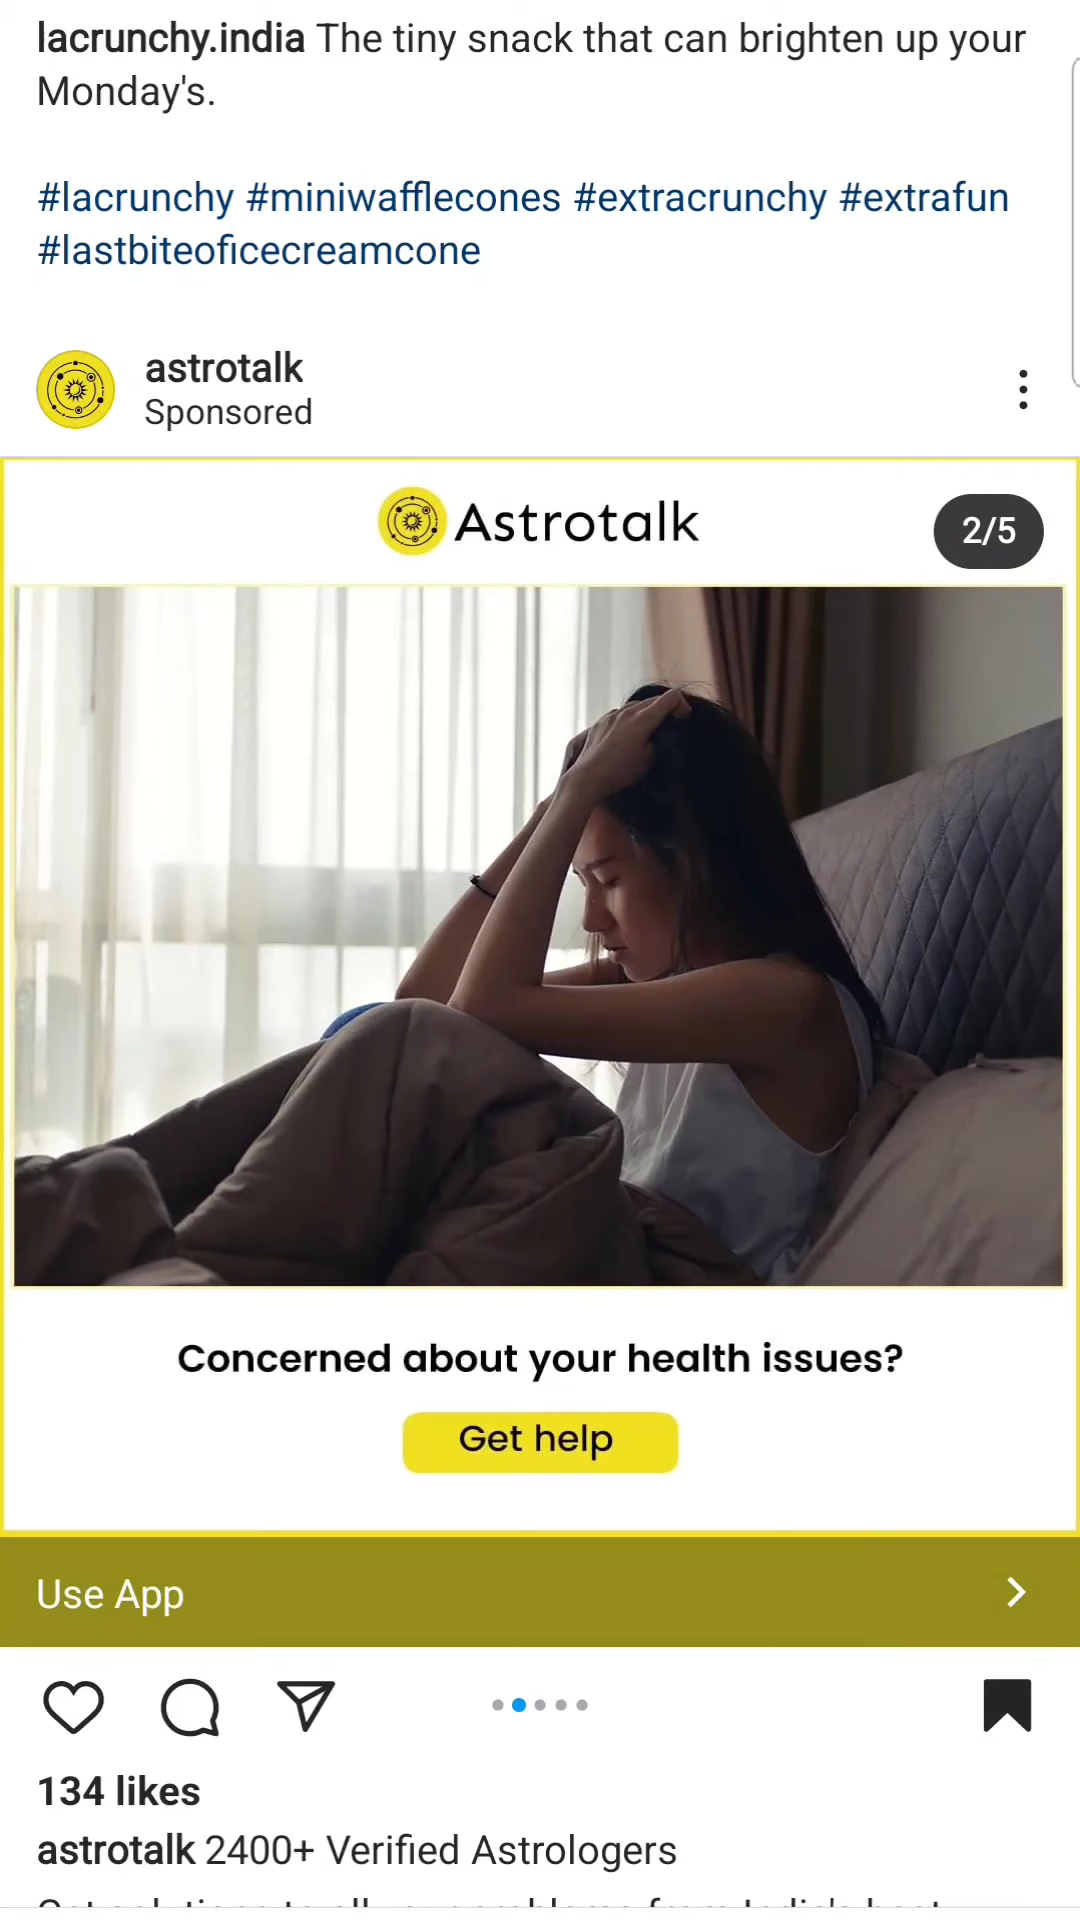 lacrunchy.india The tiny snack that can brighten up your
Monday's.
#lacrunchy #miniwafflecones #extracrunchy #extrafun
#lastbiteoficecreamcone
astrotalk
Sponsored
Astrotalk
2/5
Concerned about your health issues?
Get help
Use App
134 likes
astrotalk 2400+ Verified Astrologers